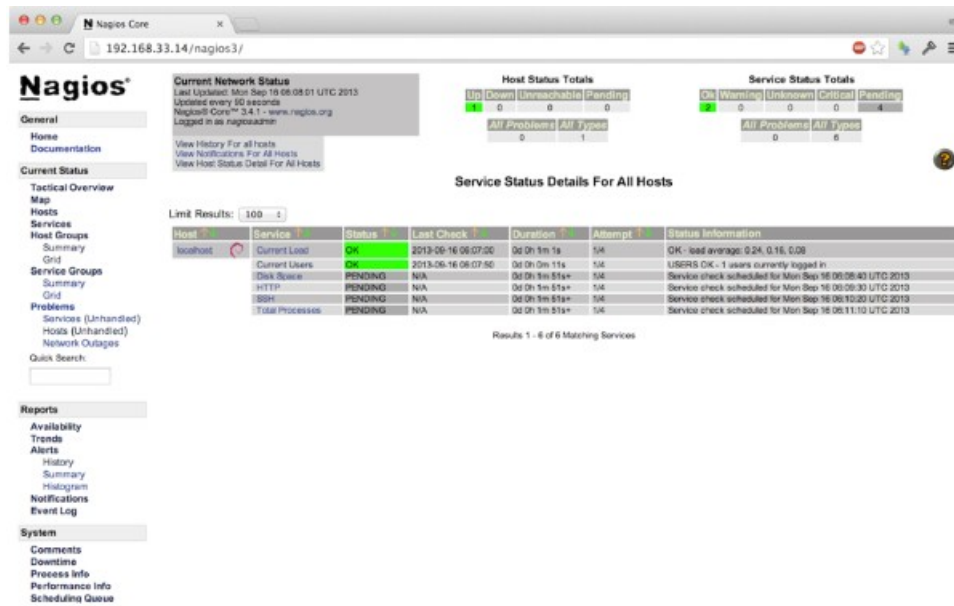 Nagios Core
192.168.33.14/nagios3/
Nagios®
General
Home
Documentation
Current Status
Tactical Overview
Map
Hosts
Services
Host Groups
Summary
Grid
Service Groups
Summary
Grid
Problems
Services (Unhandled)
Hosts (Unhandled)
Network Outages
Quick Search:
Reports
Availability
Trends
Alerts
History
Summary
Histogram
Notifications
Event Log
System
Comments
Downtime
Process Info
Performance Info
Scheduling Queue
Current Network Status
Last Updated: Mon Sep 16 06:08:01 UTC 2013
Updated every 90 seconds
Nagios® Core™ 3.4.1 - www.nagios.org
Logged in as nagiosadmin
View History For all hosts
View Notifications For All Hosts
View Host Status Detail For All Hosts
Host Status Totals
Up Down Unreachable Pending
1 0 0 0
All Problems All Types
0 1
Service Status Totals
Ok Warning Unknown Critical Pending
2 0 0 0 4
All Problems All Types
0 6
Service Status Details For All Hosts
Limit Results: 100
Host Service Status Last Check Duration Attempt Status Information
localhost Current Load OK 2013-09-16 06:07:00 0d 0h 1m 1s 1/4 OK - load average: 0.24, 0.16, 0.08
Current Users OK 2013-09-16 06:07:50 0d 0h 0m 11s 1/4 USERS OK - 1 users currently logged in
Disk Space PENDING N/A 0d 0h 1m 51s+ 1/4 Service check scheduled for Mon Sep 16 06:08:40 UTC 2013
HTTP PENDING N/A 0d 0h 1m 51s+ 1/4 Service check scheduled for Mon Sep 16 06:09:30 UTC 2013
SSH PENDING N/A 0d 0h 1m 51s+ 1/4 Service check scheduled for Mon Sep 16 06:10:20 UTC 2013
Total Processes PENDING N/A 0d 0h 1m 51s+ 1/4 Service check scheduled for Mon Sep 16 06:11:10 UTC 2013
Results 1 - 6 of 6 Matching Services